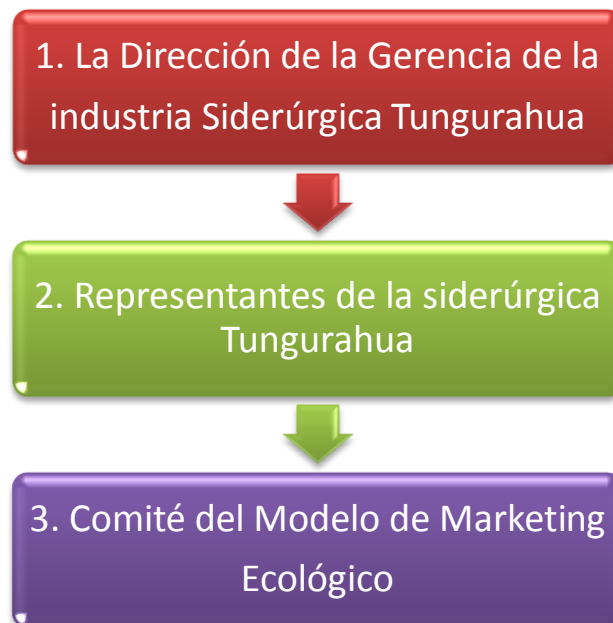 1. La Dirección de la Gerencia de la
industria Siderúrgica Tungurahua
2. Representantes de la siderúrgica
Tungurahua
3. Comité del Modelo de Marketing
Ecológico